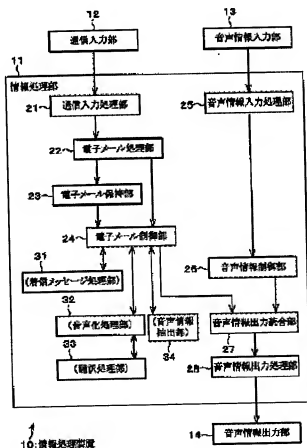 12
通信入力部
13
音声情報入力部
11
情報処理部
21
通信入力処理部
25
音声情報入力処理部
22
電子メール処理部
23
電子メール保持部
24
電子メール制御部
31
(着信メッセージ処理部)
26
音声情報制御部
32
(音声化処理部)
(音声情報
抽出部)
34
音声情報出力統合部
27
33
(翻訳処理部)
28
音声情報出力処理部
14
音声情報出力部
10:情報処理装置